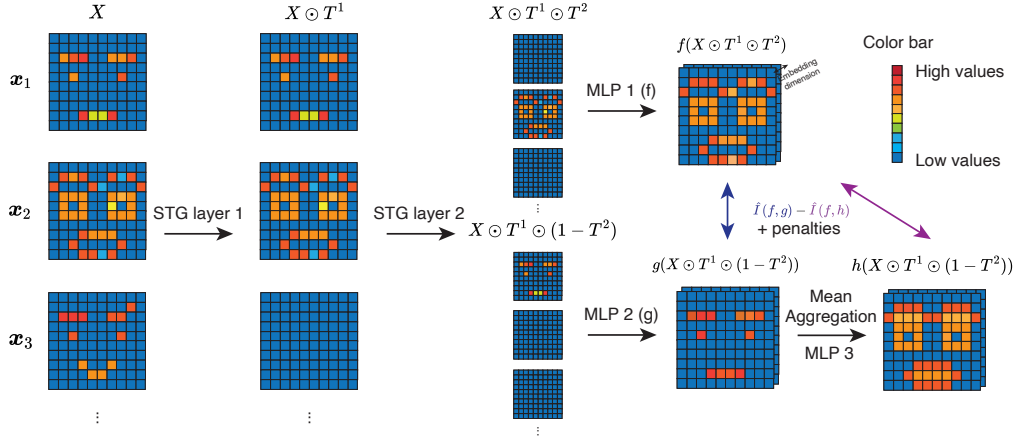 X
X ⊙ T¹
X ⊙ T¹ ⊙ T²
x₁
x₂
x₃
⋮
⋮
STG layer 1
STG layer 2
⋮
X ⊙ T¹ ⊙ (1 − T²)
⋮
MLP 1 (f)
MLP 2 (g)
f(X ⊙ T¹ ⊙ T²)
Embedding
dimension
Color bar
High values
Low values
Î(f, g) − Î(f, h)
+ penalties
g(X ⊙ T¹ ⊙ (1 − T²))
h(X ⊙ T¹ ⊙ (1 − T²))
Mean
Aggregation
MLP 3